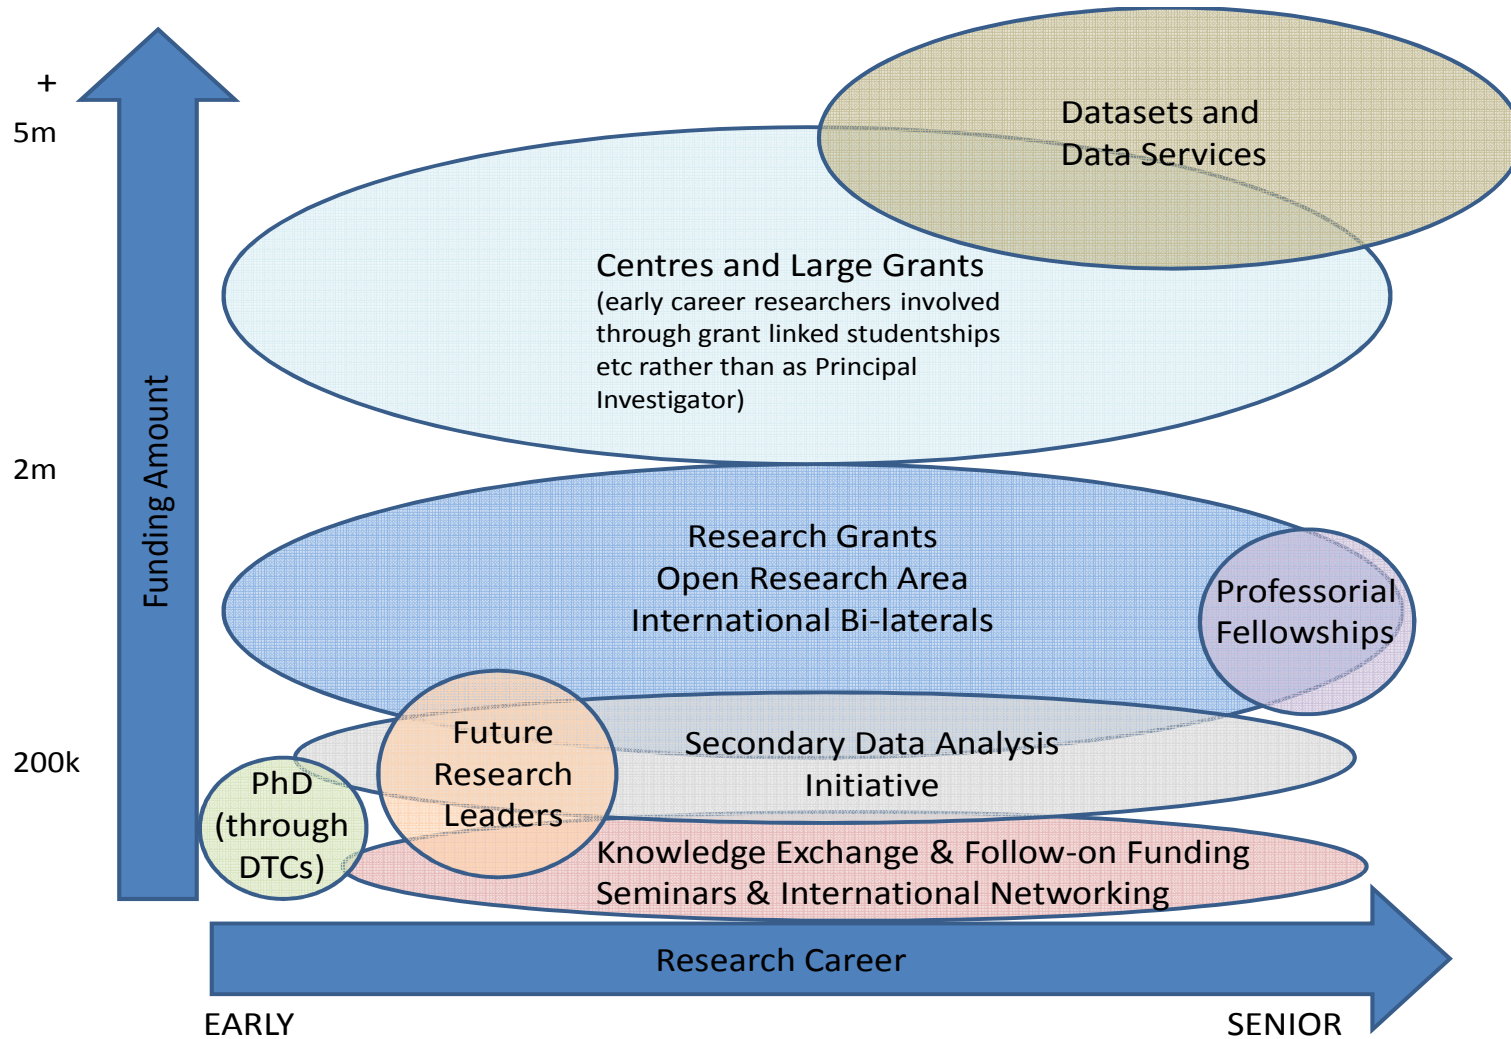 +
5m
2m
200k
Funding Amount
Datasets and
Data Services
Centres and Large Grants
(early career researchers involved
through grant linked studentships
etc rather than as Principal
Investigator)
Research Grants
Open Research Area
International Bi-laterals
Professorial
Fellowships
Future
Research
Leaders
Secondary Data Analysis
Initiative
PhD
(through
DTCs)
Knowledge Exchange & Follow-on Funding
Seminars & International Networking
Research Career
EARLY
SENIOR